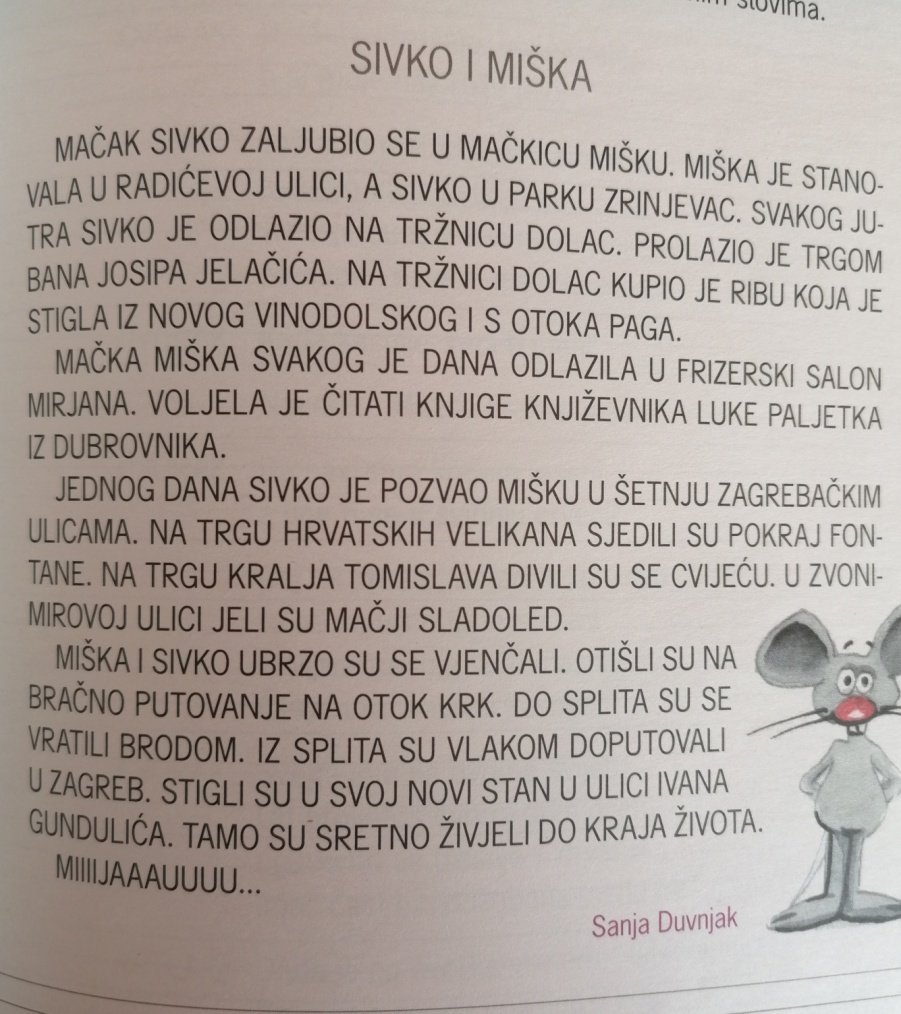 slovima.
SIVKO I MIŠKA
MAČAK SIVKO ZALJUBIO SE U MAČKICU MIŠKU. MIŠKA JE STANO-
VALA U RADIĆEVOJ ULICI, A SIVKO U PARKU ZRINJEVAC. SVAKOG JU-
TRA SIVKO JE ODLAZIO NA TRŽNICU DOLAC. PROLAZIO JE TRGOM
BANA JOSIPA JELAČIĆA. NA TRŽNICI DOLAC KUPIO JE RIBU KOJA JE
STIGLA IZ NOVOG VINODOLSKOG I S OTOKA PAGA.
MAČKA MIŠKA SVAKOG JE DANA ODLAZILA U FRIZERSKI SALON
MIRJANA. VOLJELA JE ČITATI KNJIGE KNJIŽEVNIKA LUKE PALJETKA
IZ DUBROVNIKA.
JEDNOG DANA SIVKO JE POZVAO MIŠKU U ŠETNJU ZAGREBAČKIM
ULICAMA. NA TRGU HRVATSKIH VELIKANA SJEDILI SU POKRAJ FON-
TANE. NA TRGU KRALJA TOMISLAVA DIVILI SU SE CVIJEĆU. U ZVONI-
MIROVOJ ULICI JELI SU MAČJI SLADOLED.
MIŠKA I SIVKO UBRZO SU SE VJENČALI. OTIŠLI SU NA
BRAČNO PUTOVANJE NA OTOK KRK. DO SPLITA SU SE
VRATILI BRODOM. IZ SPLITA SU VLAKOM DOPUTOVALI
U ZAGREB. STIGLI SU U SVOJ NOVI STAN U ULICI IVANA
GUNDULIĆA. TAMO SU SRETNO ŽIVJELI DO KRAJA ŽIVOTA.
MIIIIJAAAUUUU...
Sanja Duvnjak